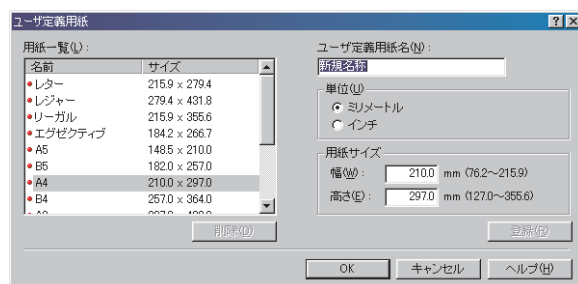 ユーザ定義用紙
用紙一覧(L):
名前 サイズ
レター 215.9 × 279.4
レジャー 279.4 × 431.8
リーガル 215.9 × 355.6
エグゼクティブ 184.2 × 266.7
A5 148.5 × 210.0
B5 182.0 × 257.0
A4 210.0 × 297.0
B4 257.0 × 364.0
削除(D)
ユーザ定義用紙名(N):
新規名称
単位(U)
ミリメートル
インチ
用紙サイズ
幅(W): 210.0 mm (76.2～215.9)
高さ(E): 297.0 mm (127.0～355.6)
登録(R)
OK キャンセル ヘルプ(H)